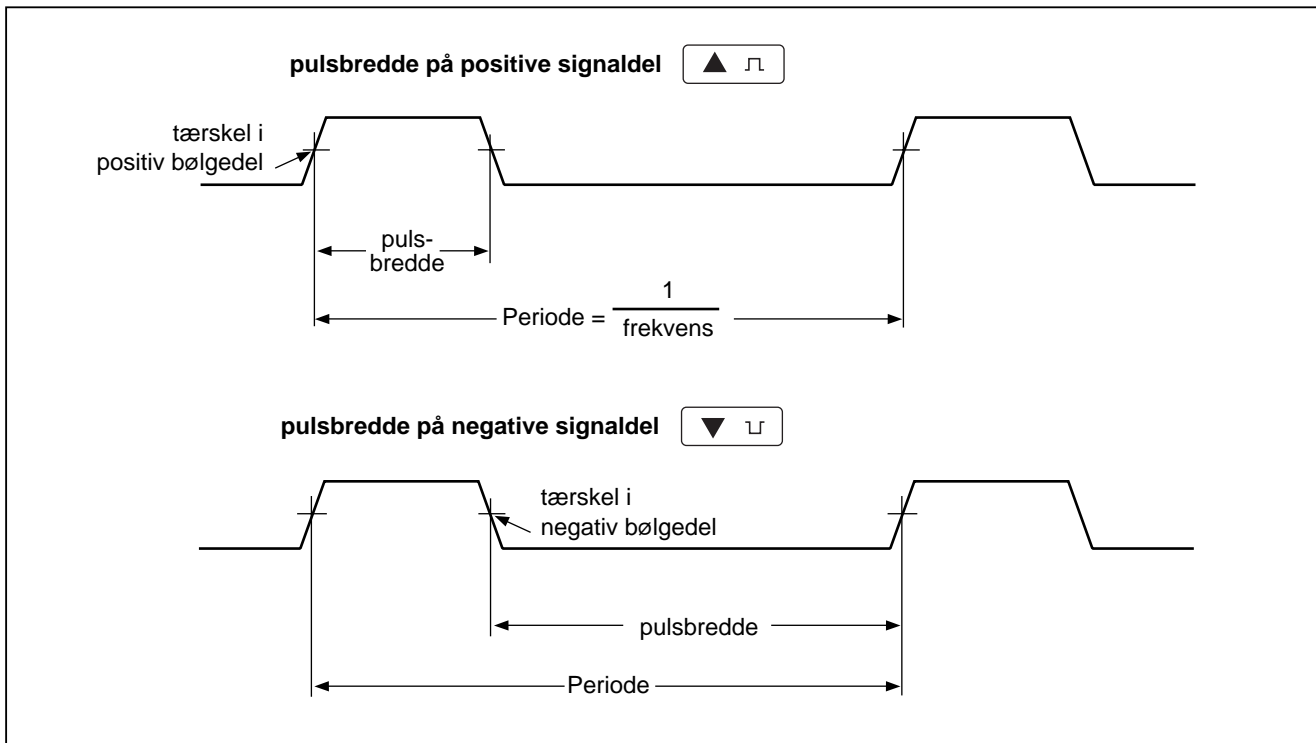 pulsbredde på positive signaldel
tærskel i
positiv bølgedel
puls-
bredde
Periode = 1
frekvens
pulsbredde på negative signaldel
tærskel i
negativ bølgedel
pulsbredde
Periode